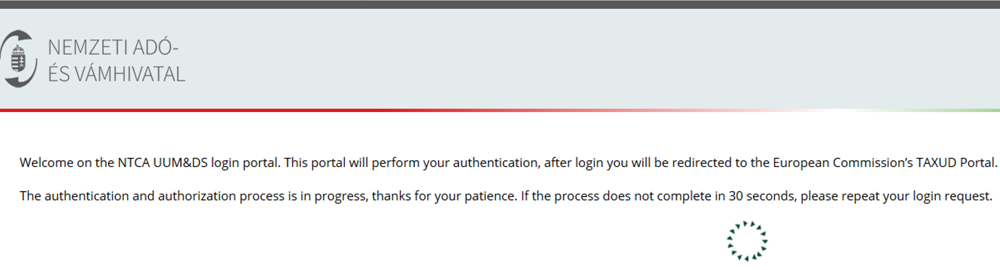 NEMZETI ADÓ-
ÉS VÁMHIVATAL
Welcome on the NTCA UUM&DS login portal. This portal will perform your authentication, after login you will be redirected to the European Commission’s TAXUD Portal.
The authentication and authorization process is in progress, thanks for your patience. If the process does not complete in 30 seconds, please repeat your login request.